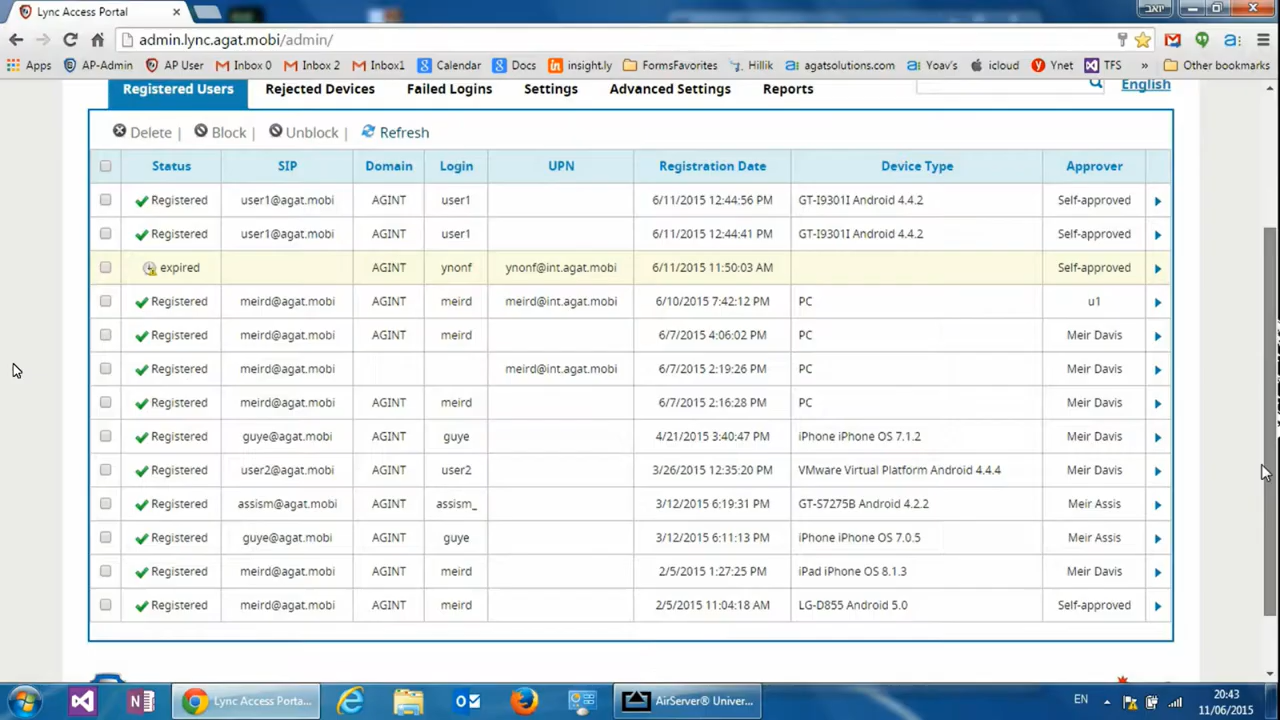 Lync Access Portal
יואב
admin.lync.agat.mobi/admin/
Apps AP-Admin AP User Inbox 0 Inbox 2 Inbox1 Calendar Docs insight.ly FormsFavorites Hillik agatsolutions.com Yoav's icloud Ynet TFS » Other bookmarks
Registered Users Rejected Devices Failed Logins Settings Advanced Settings Reports English
Delete | Block | Unblock | Refresh
Status SIP Domain Login UPN Registration Date Device Type Approver
Registered user1@agat.mobi AGINT user1 6/11/2015 12:44:56 PM GT-I9301I Android 4.4.2 Self-approved
Registered user1@agat.mobi AGINT user1 6/11/2015 12:44:41 PM GT-I9301I Android 4.4.2 Self-approved
expired AGINT ynonf ynonf@int.agat.mobi 6/11/2015 11:50:03 AM Self-approved
Registered meird@agat.mobi AGINT meird meird@int.agat.mobi 6/10/2015 7:42:12 PM PC u1
Registered meird@agat.mobi AGINT meird 6/7/2015 4:06:02 PM PC Meir Davis
Registered meird@agat.mobi meird@int.agat.mobi 6/7/2015 2:19:26 PM PC Meir Davis
Registered meird@agat.mobi AGINT meird 6/7/2015 2:16:28 PM PC Meir Davis
Registered guye@agat.mobi AGINT guye 4/21/2015 3:40:47 PM iPhone iPhone OS 7.1.2 Meir Davis
Registered user2@agat.mobi AGINT user2 3/26/2015 12:35:20 PM VMware Virtual Platform Android 4.4.4 Meir Davis
Registered assism@agat.mobi AGINT assism_ 3/12/2015 6:19:31 PM GT-S7275B Android 4.2.2 Meir Assis
Registered guye@agat.mobi AGINT guye 3/12/2015 6:11:13 PM iPhone iPhone OS 7.0.5 Meir Assis
Registered meird@agat.mobi AGINT meird 2/5/2015 1:27:25 PM iPad iPhone OS 8.1.3 Meir Davis
Registered meird@agat.mobi AGINT meird 2/5/2015 11:04:18 AM LG-D855 Android 5.0 Self-approved
Lync Access Porta... AirServer® Univer... EN 20:43
11/06/2015